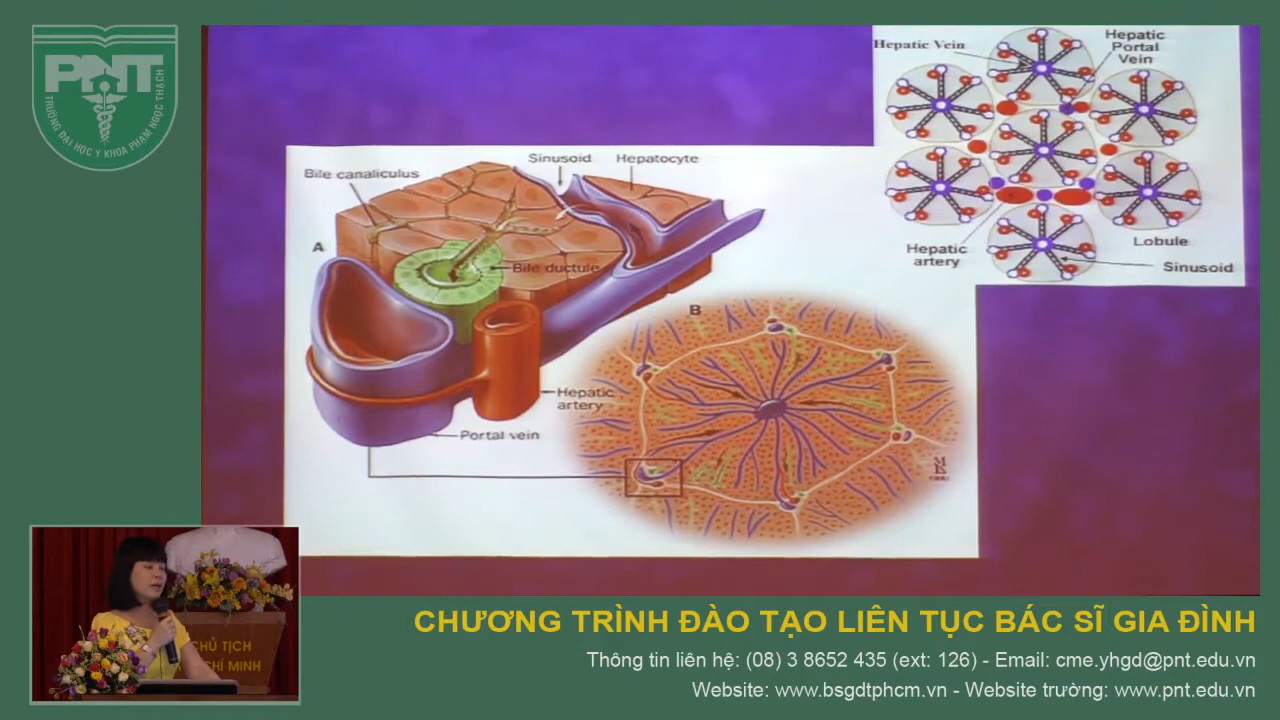 PNT
TRƯỜNG ĐẠI HỌC Y KHOA PHẠM NGỌC THẠCH
Hepatic Vein
Hepatic
Portal
Vein
Hepatic
artery
Lobule
Sinusoid
Bile canaliculus
Sinusoid
Hepatocyte
A
Bile ductule
B
Hepatic
artery
Portal vein
CHỦ TỊCH
CHÍ MINH
CHƯƠNG TRÌNH ĐÀO TẠO LIÊN TỤC BÁC SĨ GIA ĐÌNH
Thông tin liên hệ: (08) 3 8652 435 (ext: 126) - Email: cme.yhgd@pnt.edu.vn
Website: www.bsgdtphcm.vn - Website trường: www.pnt.edu.vn